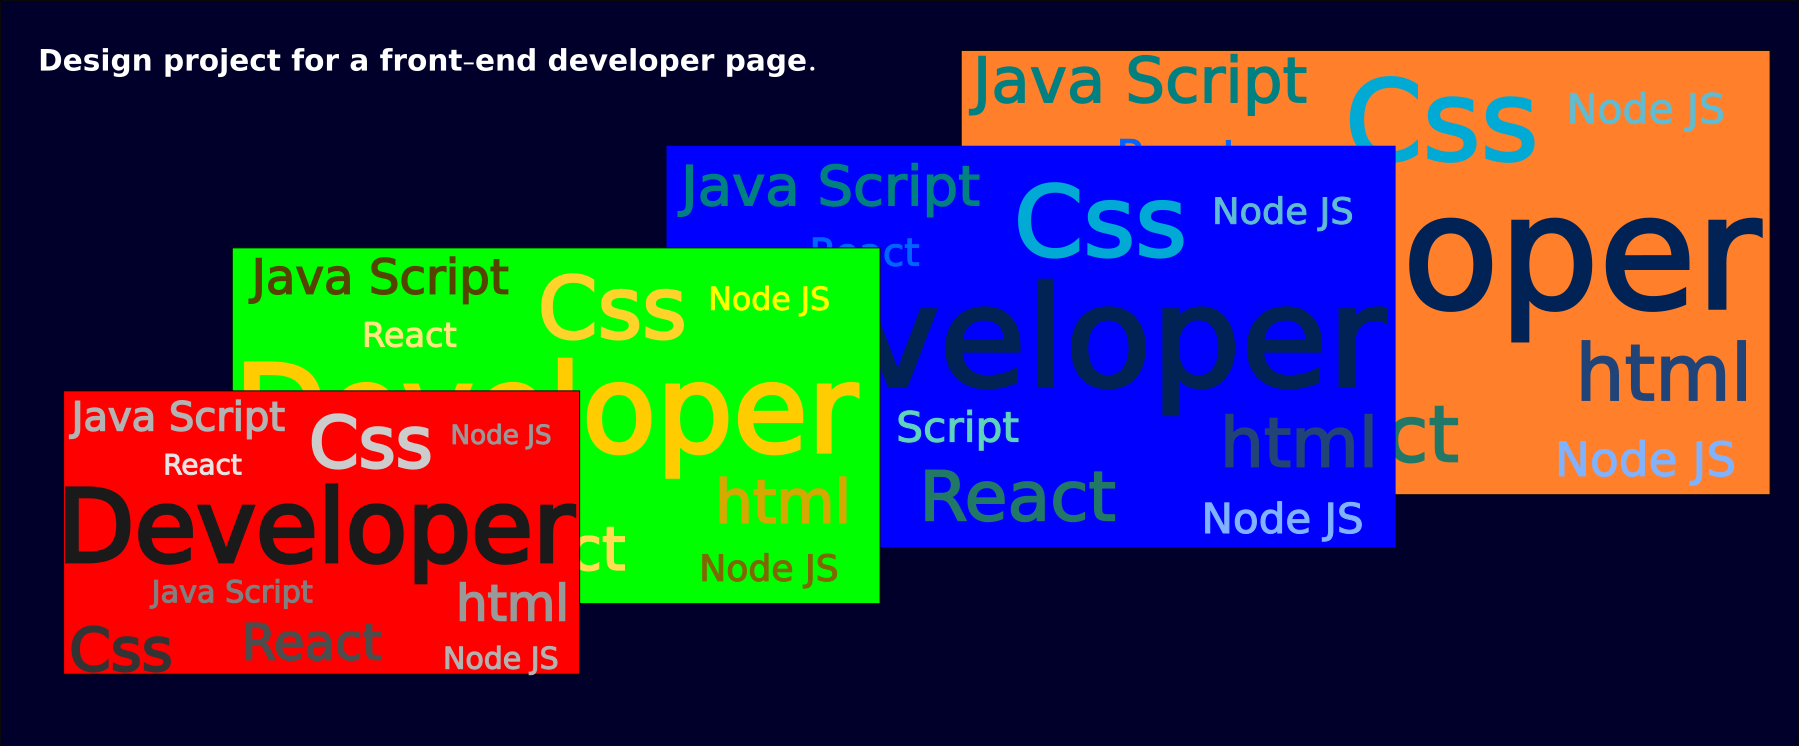 Design project for a front-end developer page.
Java Script
Css
Node JS
oper
html
ct
Node JS
Java Script
Css
Node JS
React
veloper
Script
html
React
Node JS
Java Script
Css
Node JS
React
Developer
html
ct
Node JS
Java Script
Css
Node JS
React
Developer
Java Script
html
Css
React
Node JS